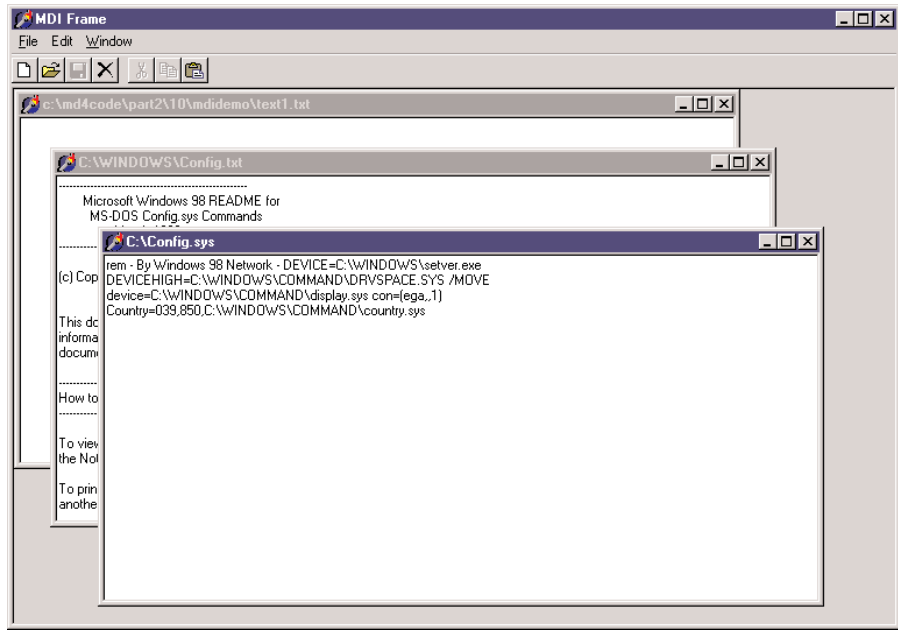 MDI Frame
File Edit Window
c:\md4code\part2\10\mdidemo\text1.txt
C:\WINDOWS\Config.txt
Microsoft Windows 98 README for
MS-DOS Config.sys Commands
C:\Config.sys
rem - By Windows 98 Network - DEVICE=C:\WINDOWS\setver.exe
(c) Cop
DEVICEHIGH=C:\WINDOWS\COMMAND\DRVSPACE.SYS /MOVE
device=C:\WINDOWS\COMMAND\display.sys con=(ega,,1)
Country=039,850,C:\WINDOWS\COMMAND\country.sys
This do
informa
docum
How to
To view
the Not
To prin
anothe